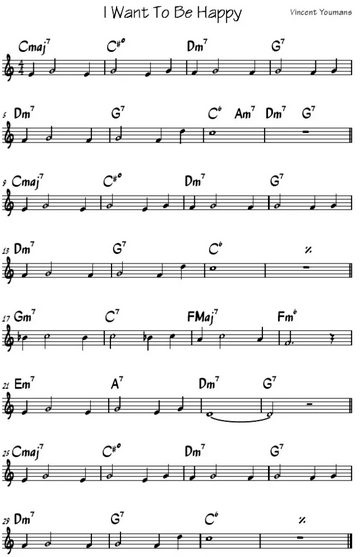 I Want To Be Happy
Vincent Youmans
Cmaj7 C#o Dm7 G7
4 4
5 Dm7 G7 C6 Am7 Dm7 G7
9 Cmaj7 C#o Dm7 G7
13 Dm7 G7 C6 %
17 Gm7 C7 FMaj7 Fm6
21 Em7 A7 Dm7 G7
25 Cmaj7 C#o Dm7 G7
29 Dm7 G7 C6 %